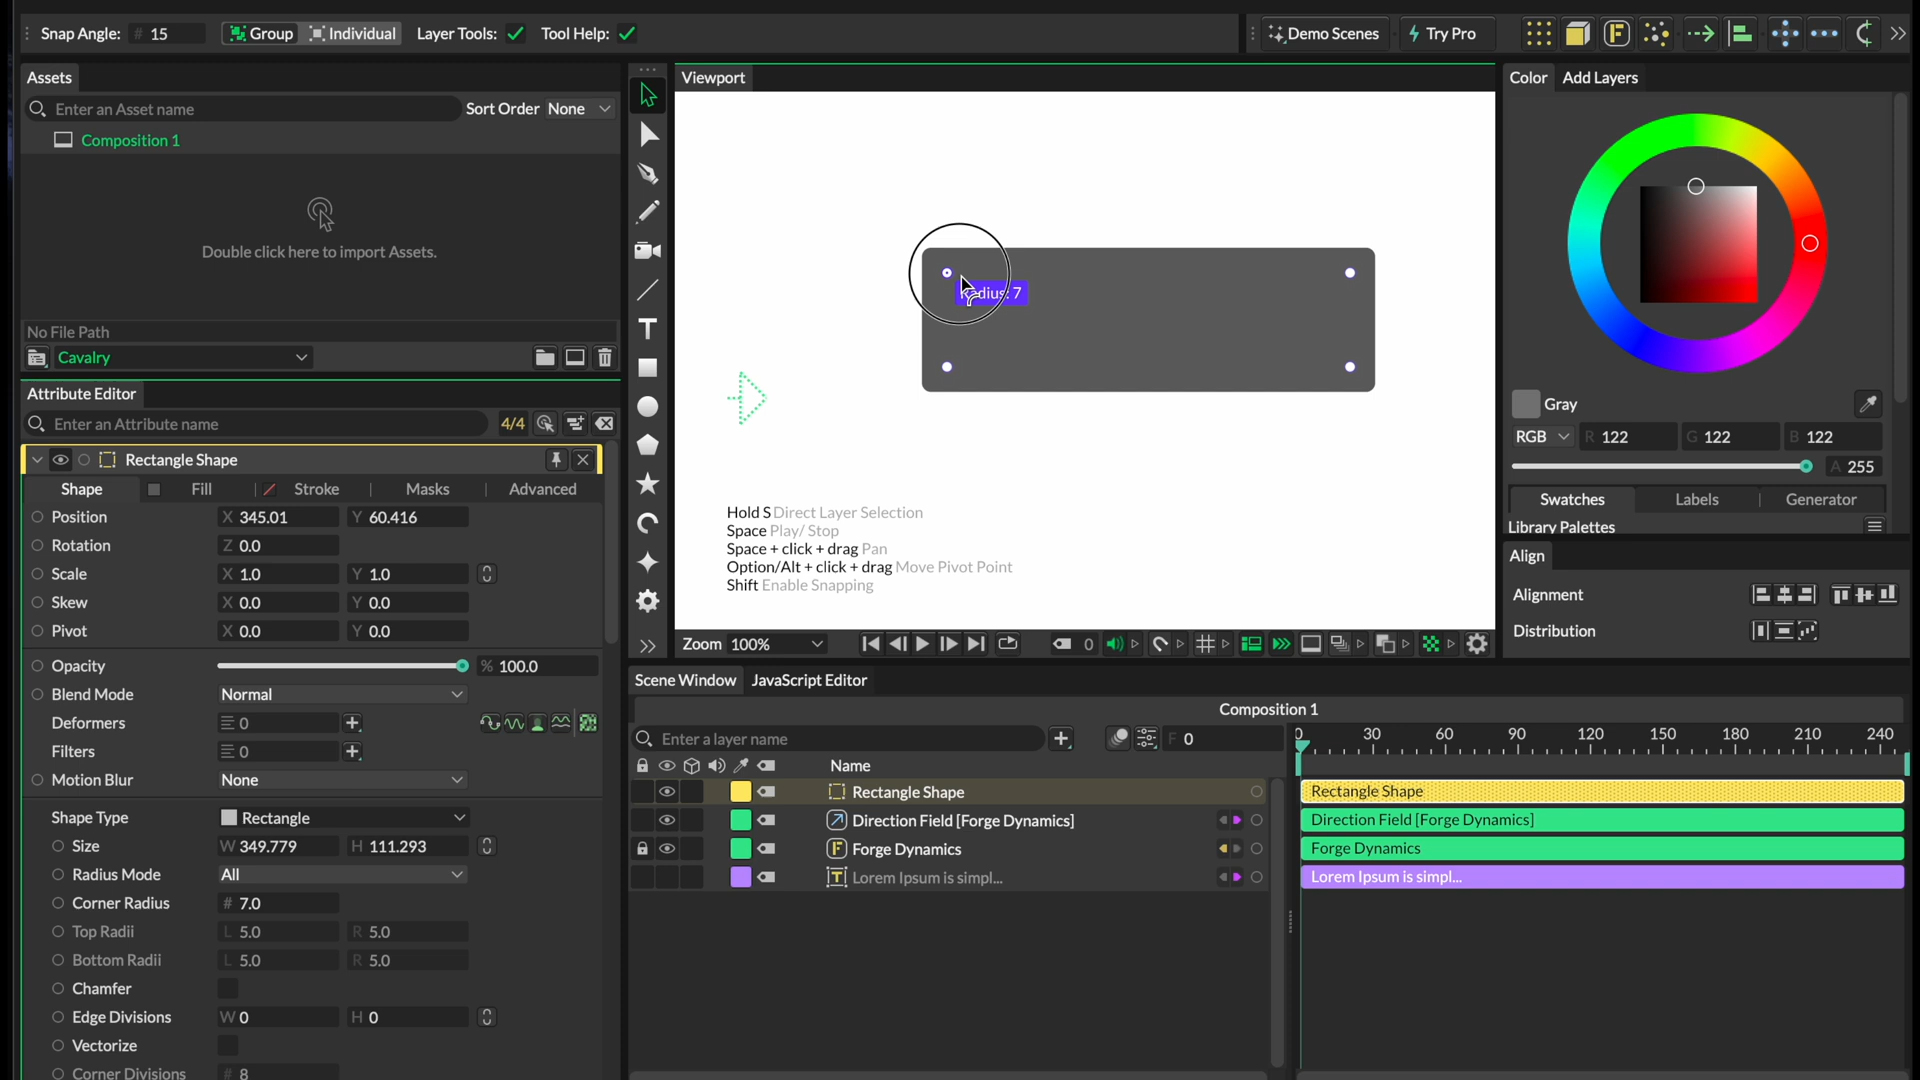 Snap Angle: # 15 Group Individual Layer Tools: Tool Help: Demo Scenes Try Pro
Assets
Enter an Asset name Sort Order None
Composition 1
Double click here to import Assets.
No File Path
Cavalry
Attribute Editor
Enter an Attribute name 4/4
Rectangle Shape
Shape Fill Stroke Masks Advanced
Position X 345.01 Y 60.416
Rotation Z 0.0
Scale X 1.0 Y 1.0
Skew X 0.0 Y 0.0
Pivot X 0.0 Y 0.0
Opacity % 100.0
Blend Mode Normal
Deformers 0
Filters 0
Motion Blur None
Shape Type Rectangle
Size W 349.779 H 111.293
Radius Mode All
Corner Radius # 7.0
Top Radii L 5.0 R 5.0
Bottom Radii L 5.0 R 5.0
Chamfer
Edge Divisions W 0 H 0
Vectorize
Corner Divisions # 8
Viewport
Radius: 7
Hold S Direct Layer Selection
Space Play/ Stop
Space + click + drag Pan
Option/Alt + click + drag Move Pivot Point
Shift Enable Snapping
Zoom 100% 0
Color Add Layers
Gray
RGB R 122 G 122 B 122
A 255
Swatches Labels Generator
Library Palettes
Align
Alignment
Distribution
Scene Window JavaScript Editor
Composition 1
Enter a layer name F 0 0 30 60 90 120 150 180 210 240
Name
Rectangle Shape Rectangle Shape
Direction Field [Forge Dynamics] Direction Field [Forge Dynamics]
Forge Dynamics Forge Dynamics
Lorem Ipsum is simpl... Lorem Ipsum is simpl...